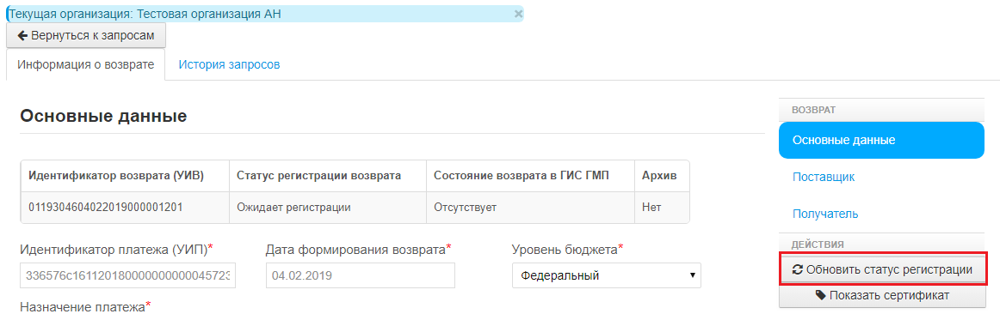 Текущая организация: Тестовая организация АН ×
Вернуться к запросам
Информация о возврате История запросов
Основные данные
Идентификатор возврата (УИВ) Статус регистрации возврата Состояние возврата в ГИС ГМП Архив
0119304604022019000001201 Ожидает регистрации Отсутствует Нет
Идентификатор платежа (УИП)* Дата формирования возврата* Уровень бюджета*
336576c1611201800000000004572З 04.02.2019 Федеральный
Назначение платежа*
ВОЗВРАТ
Основные данные
Поставщик
Получатель
ДЕЙСТВИЯ
Обновить статус регистрации
Показать сертификат